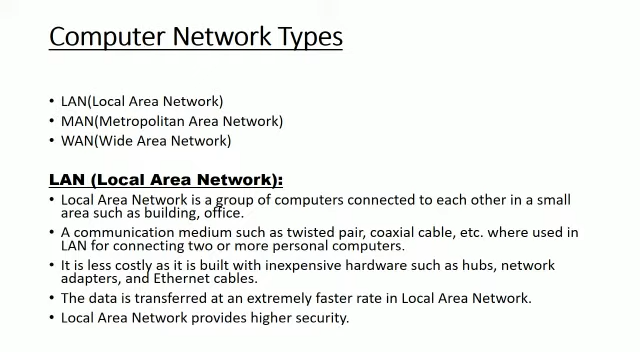 Computer Network Types
• LAN(Local Area Network)
• MAN(Metropolitan Area Network)
• WAN(Wide Area Network)
LAN (Local Area Network):
• Local Area Network is a group of computers connected to each other in a small
area such as building, office.
• A communication medium such as twisted pair, coaxial cable, etc. where used in
LAN for connecting two or more personal computers.
• It is less costly as it is built with inexpensive hardware such as hubs, network
adapters, and Ethernet cables.
• The data is transferred at an extremely faster rate in Local Area Network.
• Local Area Network provides higher security.